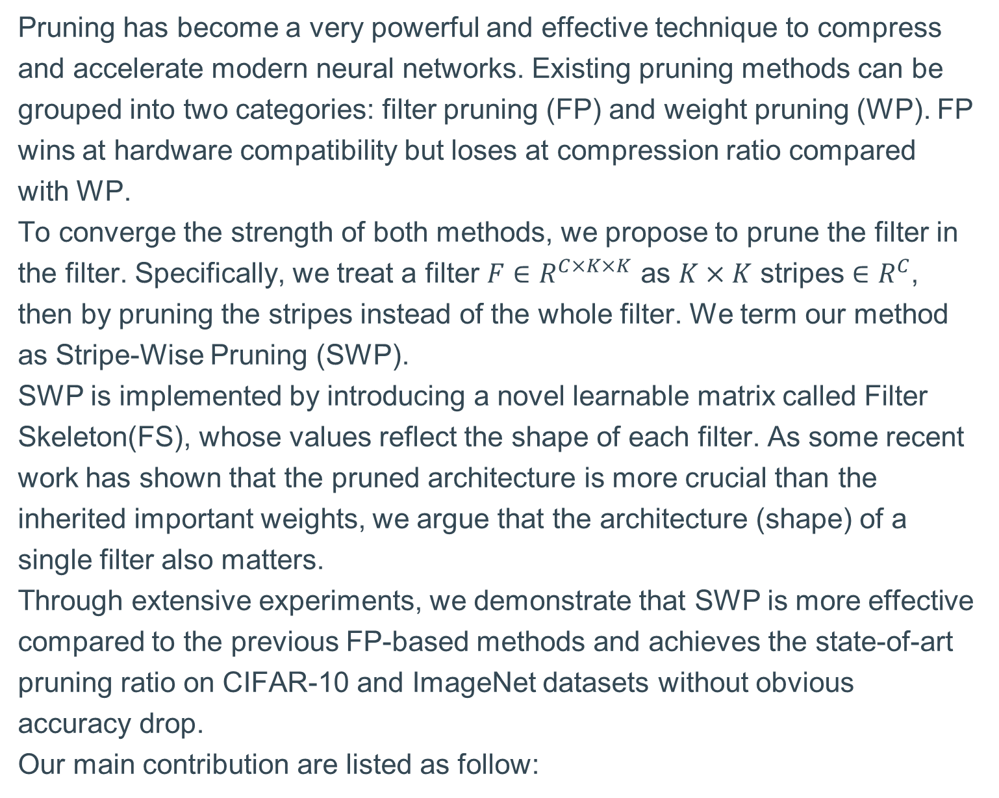 Pruning has become a very powerful and effective technique to compress
and accelerate modern neural networks. Existing pruning methods can be
grouped into two categories: filter pruning (FP) and weight pruning (WP). FP
wins at hardware compatibility but loses at compression ratio compared
with WP.
To converge the strength of both methods, we propose to prune the filter in
the filter. Specifically, we treat a filter F ∈ R^{C×K×K} as K × K stripes ∈ R^C,
then by pruning the stripes instead of the whole filter. We term our method
as Stripe-Wise Pruning (SWP).
SWP is implemented by introducing a novel learnable matrix called Filter
Skeleton(FS), whose values reflect the shape of each filter. As some recent
work has shown that the pruned architecture is more crucial than the
inherited important weights, we argue that the architecture (shape) of a
single filter also matters.
Through extensive experiments, we demonstrate that SWP is more effective
compared to the previous FP-based methods and achieves the state-of-art
pruning ratio on CIFAR-10 and ImageNet datasets without obvious
accuracy drop.
Our main contribution are listed as follow: